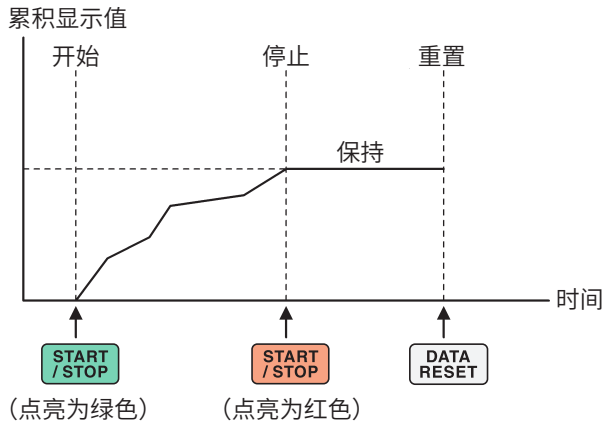 累积显示值
开始
停止
重置
保持
时间
START
/ STOP
START
/ STOP
DATA
RESET
（点亮为绿色）
（点亮为红色）